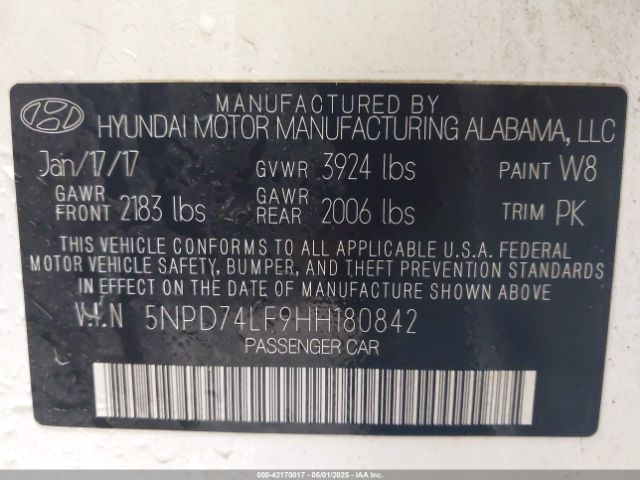 MANUFACTURED BY
HYUNDAI MOTOR MANUFACTURING ALABAMA, LLC
Jan/17/17 GVWR 3924 lbs PAINT W8
GAWR FRONT 2183 lbs GAWR REAR 2006 lbs TRIM PK
THIS VEHICLE CONFORMS TO ALL APPLICABLE U.S.A. FEDERAL
MOTOR VEHICLE SAFETY, BUMPER, AND THEFT PREVENTION STANDARDS
IN EFFECT ON THE DATE OF MANUFACTURE SHOWN ABOVE.
V.I.N 5NPD74LF9HH180842
PASSENGER CAR
000-42170017 - 05/01/2025 - IAAI.COM